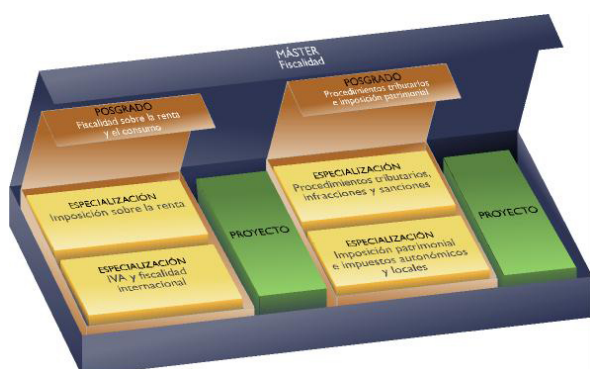 MÁSTER
Fiscalidad
POSGRADO
Fiscalidad sobre la renta
y el consumo
ESPECIALIZACIÓN
Imposición sobre la renta
ESPECIALIZACIÓN
IVA y fiscalidad
internacional
PROYECTO
POSGRADO
Procedimientos tributarios
e imposición patrimonial
ESPECIALIZACIÓN
Procedimientos tributarios,
infracciones y sanciones
ESPECIALIZACIÓN
Imposición patrimonial
e impuestos autonómicos
y locales
PROYECTO